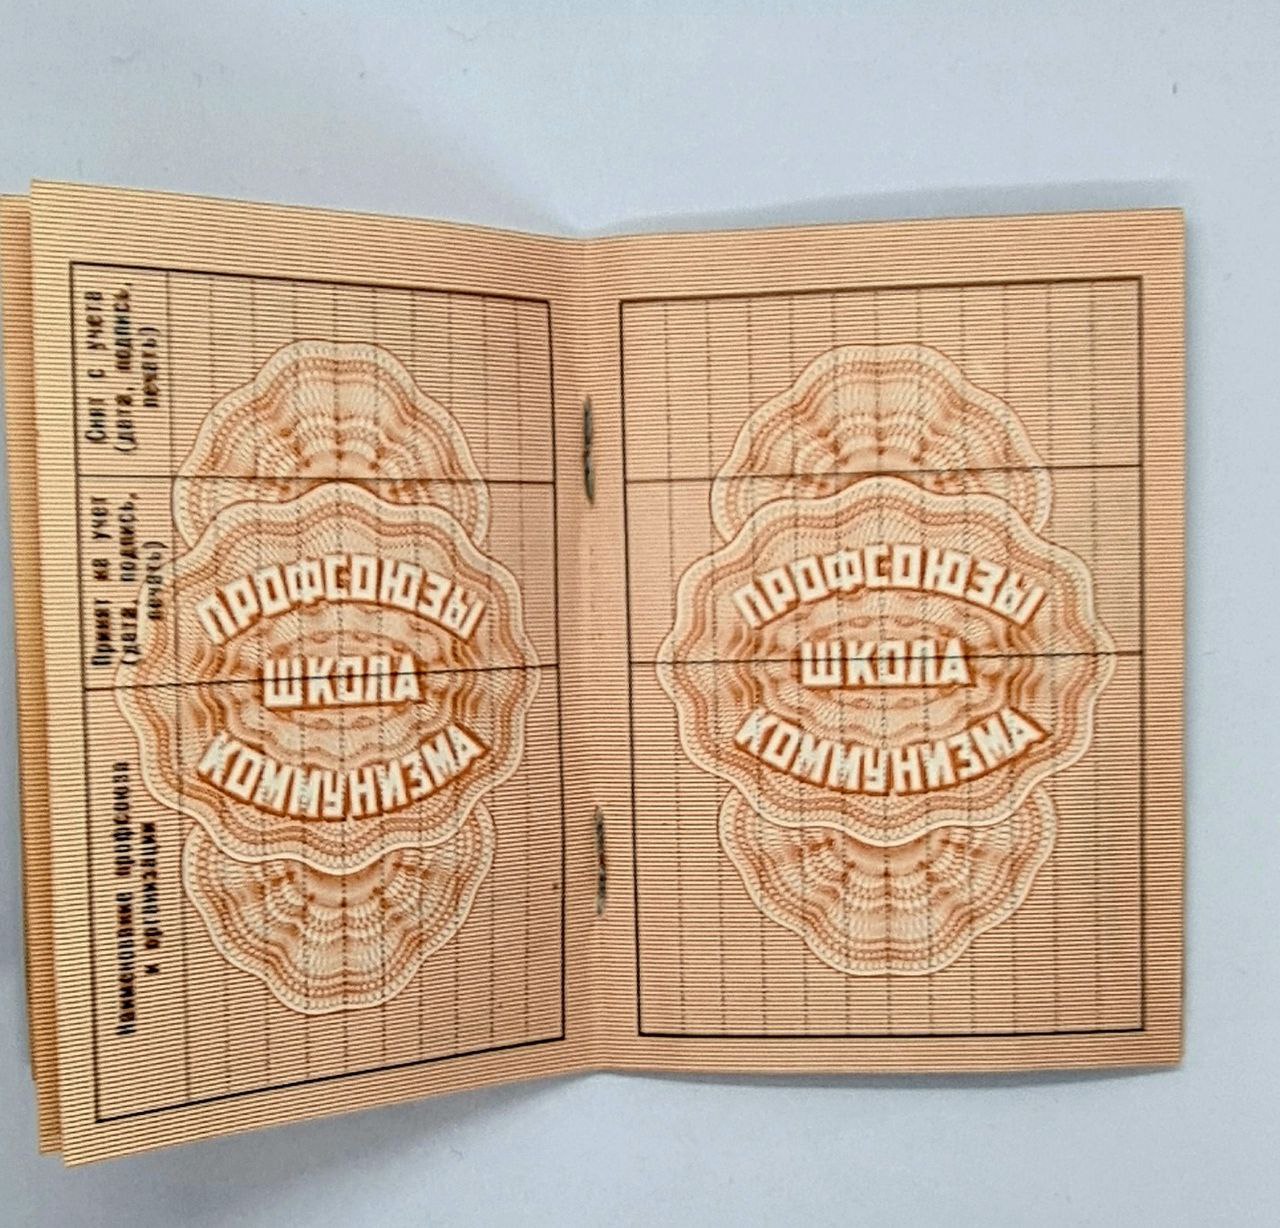 Снят с учета
(дата, подпись,
печать)
Принят на учет
(дата, подпись,
печать)
Наименование профсоюза
и организации
ПРОФСОЮЗЫ
ШКОЛА
КОММУНИЗМА
ПРОФСОЮЗЫ
ШКОЛА
КОММУНИЗМА